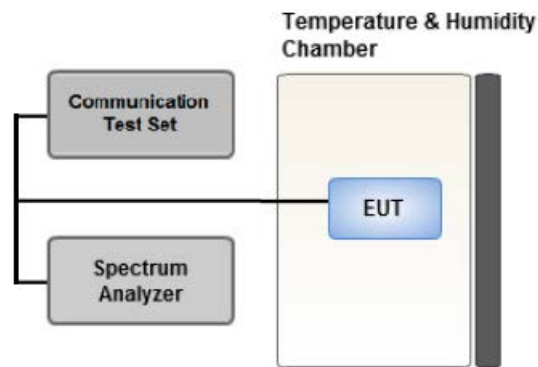 Temperature & Humidity
Chamber
Communication
Test Set
EUT
Spectrum
Analyzer